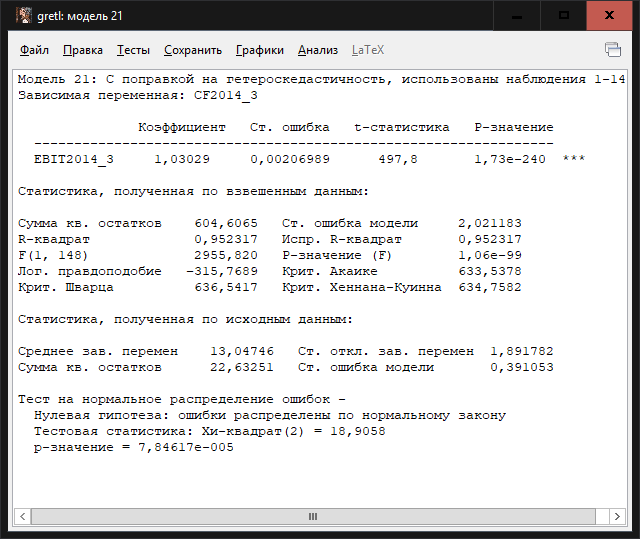 gretl: модель 21
Файл Правка Тесты Сохранить Графики Анализ LaTeX
Модель 21: С поправкой на гетероскедастичность, использованы наблюдения 1-14
Зависимая переменная: CF2014_3
Коэффициент Ст. ошибка t-статистика P-значение
EBIT2014_3 1,03029 0,00206989 497,8 1,73e-240 ***
Статистика, полученная по взвешенным данным:
Сумма кв. остатков 604,6065 Ст. ошибка модели 2,021183
R-квадрат 0,952317 Испр. R-квадрат 0,952317
F(1, 148) 2955,820 P-значение (F) 1,06e-99
Лог. правдоподобие -315,7689 Крит. Акаике 633,5378
Крит. Шварца 636,5417 Крит. Хеннана-Куинна 634,7582
Статистика, полученная по исходным данным:
Среднее зав. перемен 13,04746 Ст. откл. зав. перемен 1,891782
Сумма кв. остатков 22,63251 Ст. ошибка модели 0,391053
Тест на нормальное распределение ошибок -
Нулевая гипотеза: ошибки распределены по нормальному закону
Тестовая статистика: Хи-квадрат(2) = 18,9058
p-значение = 7,84617e-005